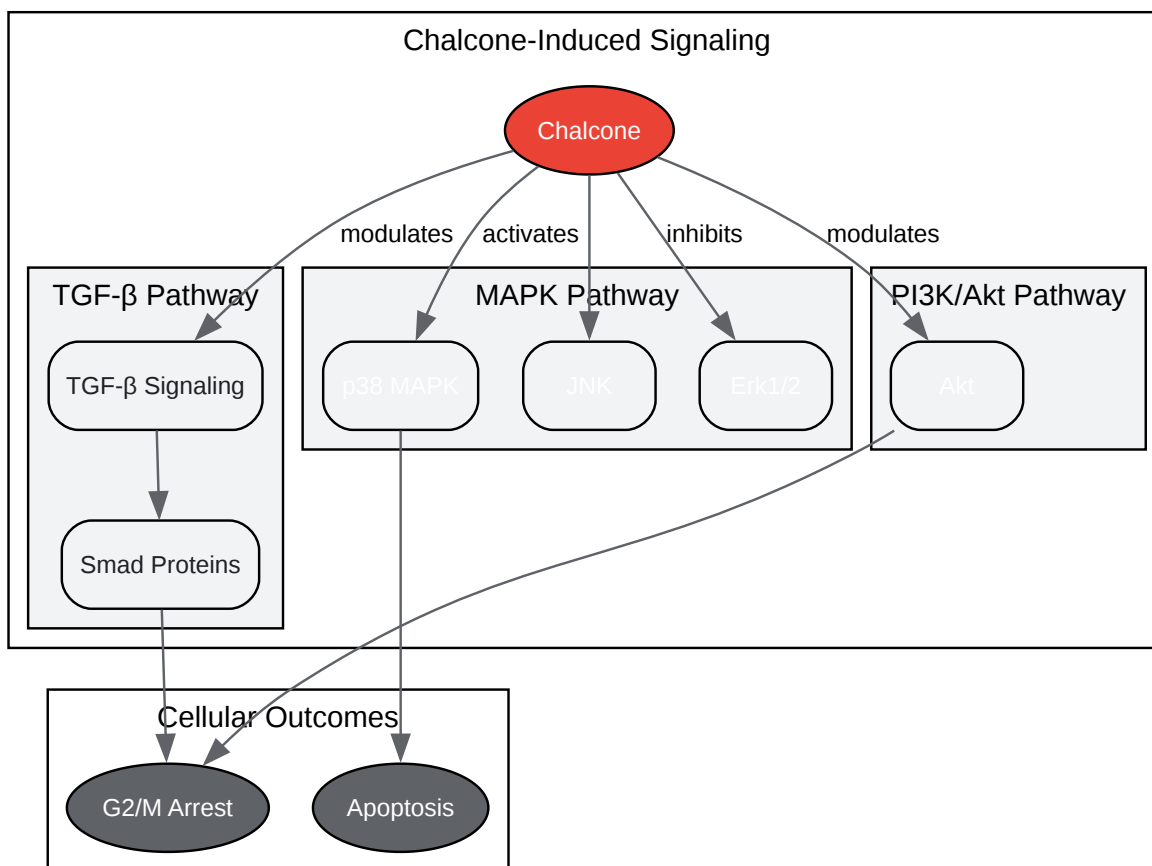 Chalcone-Induced Signaling
Chalcone
modulates
activates
inhibits
modulates
TGF-β Pathway
MAPK Pathway
PI3K/Akt Pathway
TGF-β Signaling
p38 MAPK
JNK
Erk1/2
Akt
Smad Proteins
Cellular Outcomes
G2/M Arrest
Apoptosis